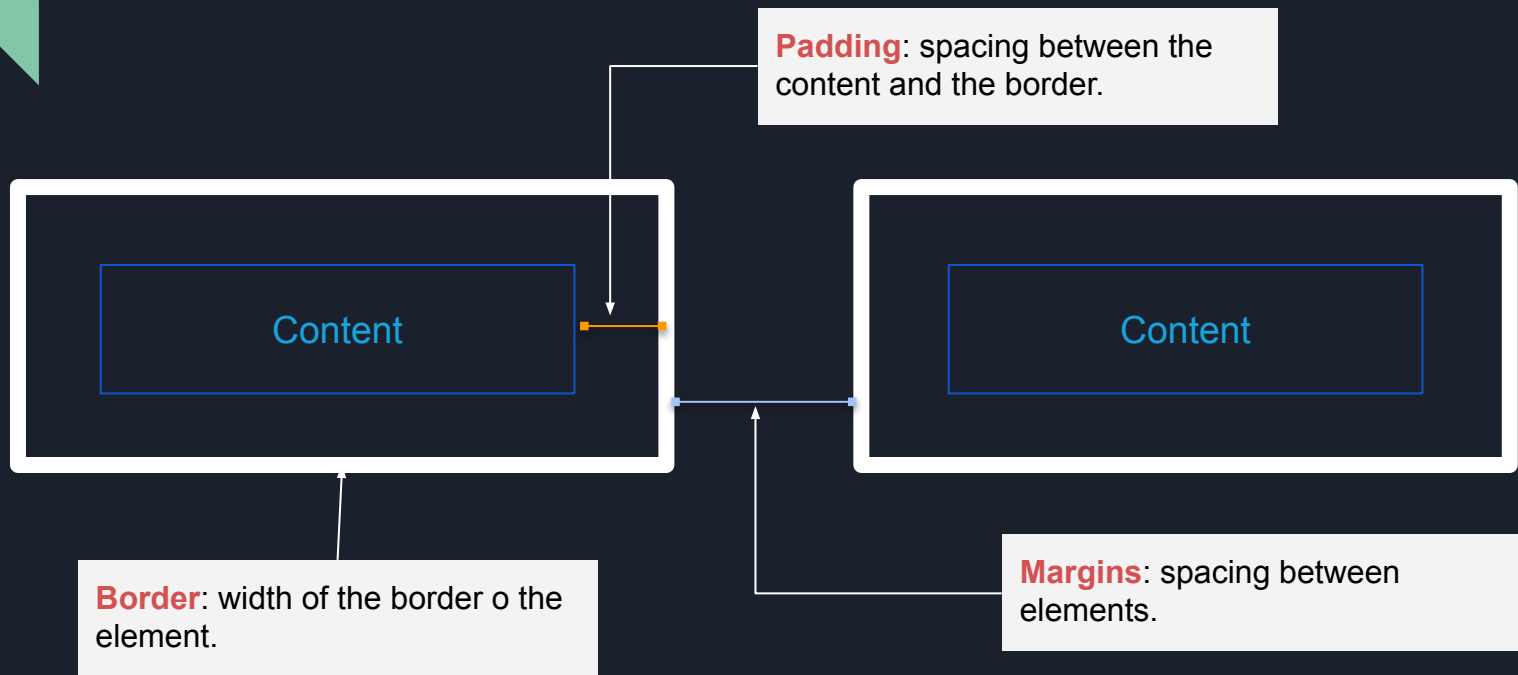 Padding: spacing between the
content and the border.
Content
Content
Border: width of the border o the
element.
Margins: spacing between
elements.